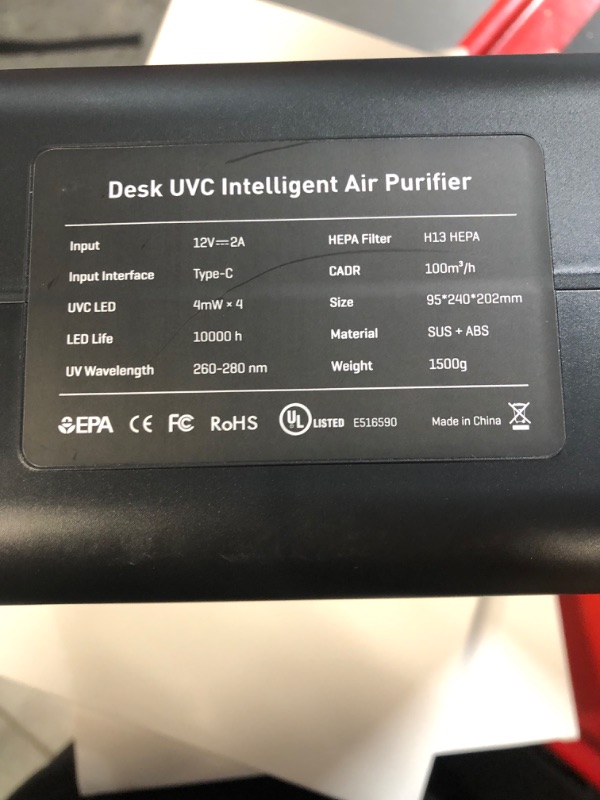 Desk UVC Intelligent Air Purifier
Input 12V⎓2A
Input Interface Type-C
UVC LED 4mW × 4
LED Life 10000 h
UV Wavelength 260-280 nm
HEPA Filter H13 HEPA
CADR 100m³/h
Size 95*240*202mm
Material SUS + ABS
Weight 1500g
EPA CE FC RoHS UL LISTED E516590 Made in China